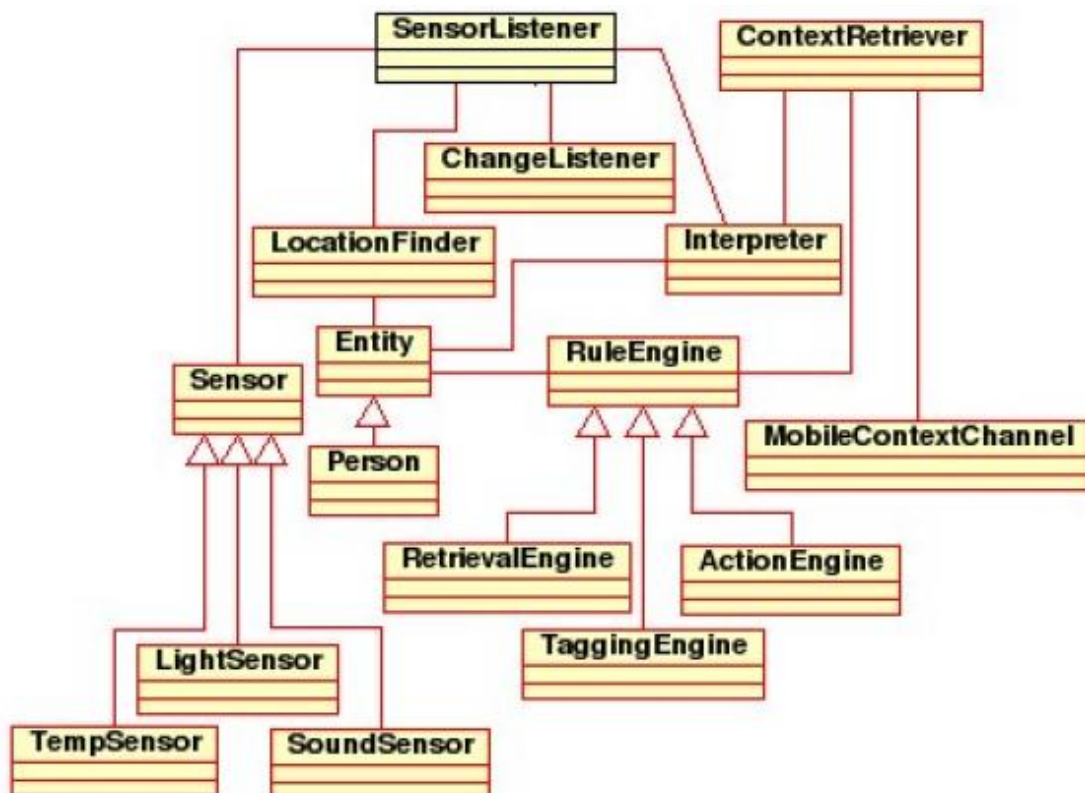 SensorListener
ContextRetriever
ChangeListener
LocationFinder
Interpreter
Entity
RuleEngine
Sensor
MobileContextChannel
Person
RetrievalEngine
ActionEngine
TaggingEngine
LightSensor
TempSensor
SoundSensor